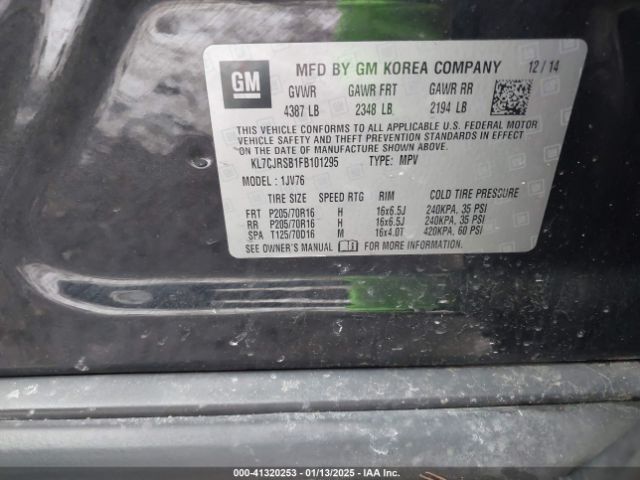 GM
MFD BY GM KOREA COMPANY 12 / 14
GVWR GAWR FRT GAWR RR
4387 LB 2348 LB 2194 LB
THIS VEHICLE CONFORMS TO ALL APPLICABLE U.S. FEDERAL MOTOR
VEHICLE SAFETY AND THEFT PREVENTION STANDARDS IN EFFECT ON
THE DATE OF MANUFACTURE SHOWN ABOVE.
KL7CJRSB1FB101295 TYPE: MPV
MODEL: 1JV76
TIRE SIZE SPEED RTG RIM COLD TIRE PRESSURE
FRT P205/70R16 H 16x6.5J 240KPA, 35 PSI
RR P205/70R16 H 16x6.5J 240KPA, 35 PSI
SPA T125/70D16 M 16x4.0T 420KPA, 60 PSI
SEE OWNER'S MANUAL FOR MORE INFORMATION.
000-41320253 - 01/13/2025 - IAAI.COM